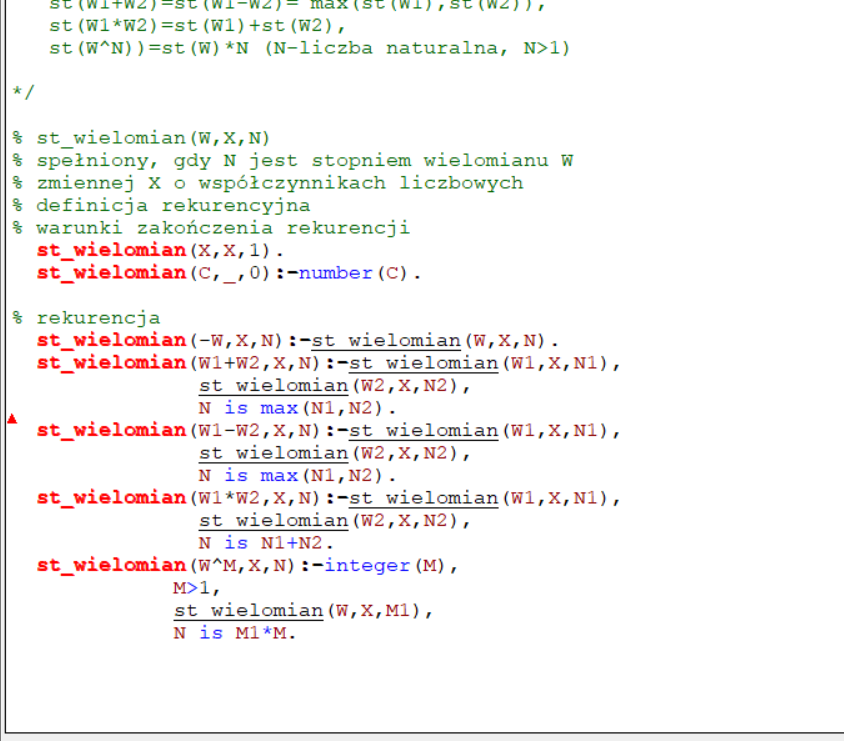 st(W1+W2)=st(W1-W2)= max(st(W1),st(W2)),
st(W1*W2)=st(W1)+st(W2),
st(W^N))=st(W)*N (N-liczba naturalna, N>1)
*/
% st_wielomian(W,X,N)
% spełniony, gdy N jest stopniem wielomianu W
% zmiennej X o współczynnikach liczbowych
% definicja rekurencyjna
% warunki zakończenia rekurencji
st_wielomian(X,X,1).
st_wielomian(C,_,0):-number(C).
% rekurencja
st_wielomian(-W,X,N):-st_wielomian(W,X,N).
st_wielomian(W1+W2,X,N):-st_wielomian(W1,X,N1),
st_wielomian(W2,X,N2),
N is max(N1,N2).
st_wielomian(W1-W2,X,N):-st_wielomian(W1,X,N1),
st_wielomian(W2,X,N2),
N is max(N1,N2).
st_wielomian(W1*W2,X,N):-st_wielomian(W1,X,N1),
st_wielomian(W2,X,N2),
N is N1+N2.
st_wielomian(W^M,X,N):-integer(M),
M>1,
st_wielomian(W,X,M1),
N is M1*M.